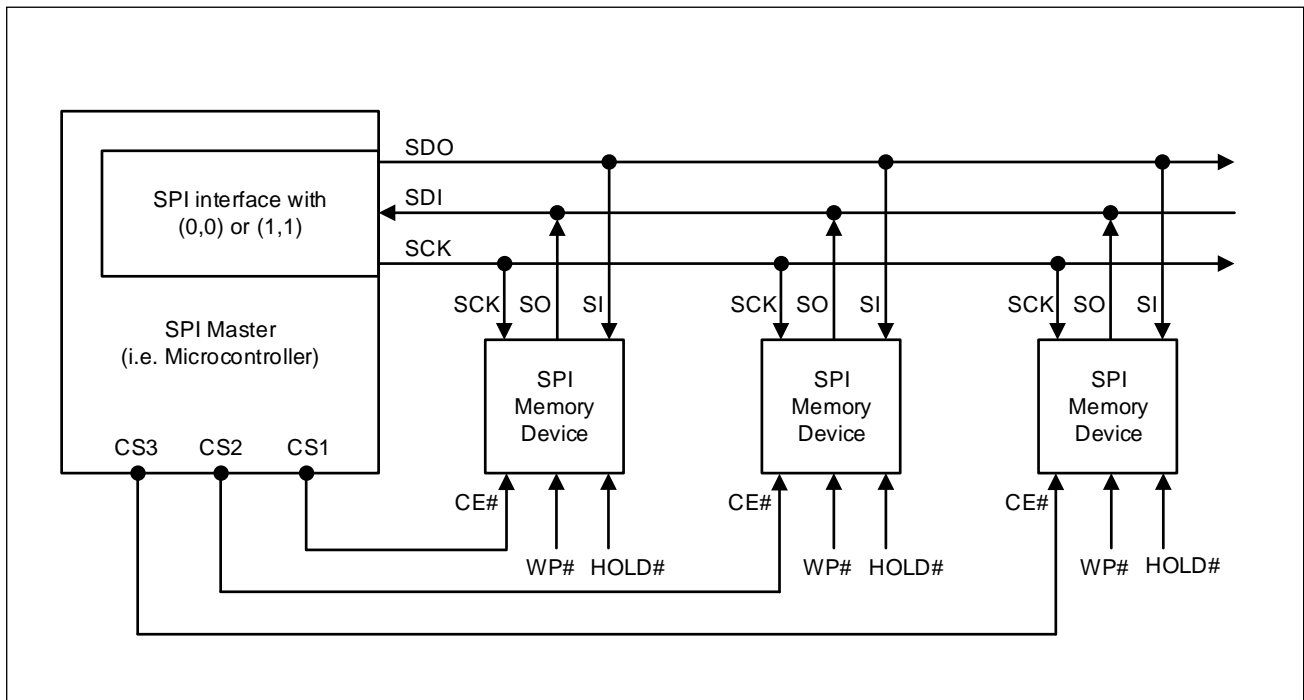 SDO
SPI interface with
(0,0) or (1,1)
SDI
SCK
SPI Master
(i.e. Microcontroller)
SCK SO SI
SCK SO SI
SCK SO SI
SPI
Memory
Device
SPI
Memory
Device
SPI
Memory
Device
CS3 CS2 CS1
CE#
CE#
CE#
WP# HOLD#
WP# HOLD#
WP# HOLD#